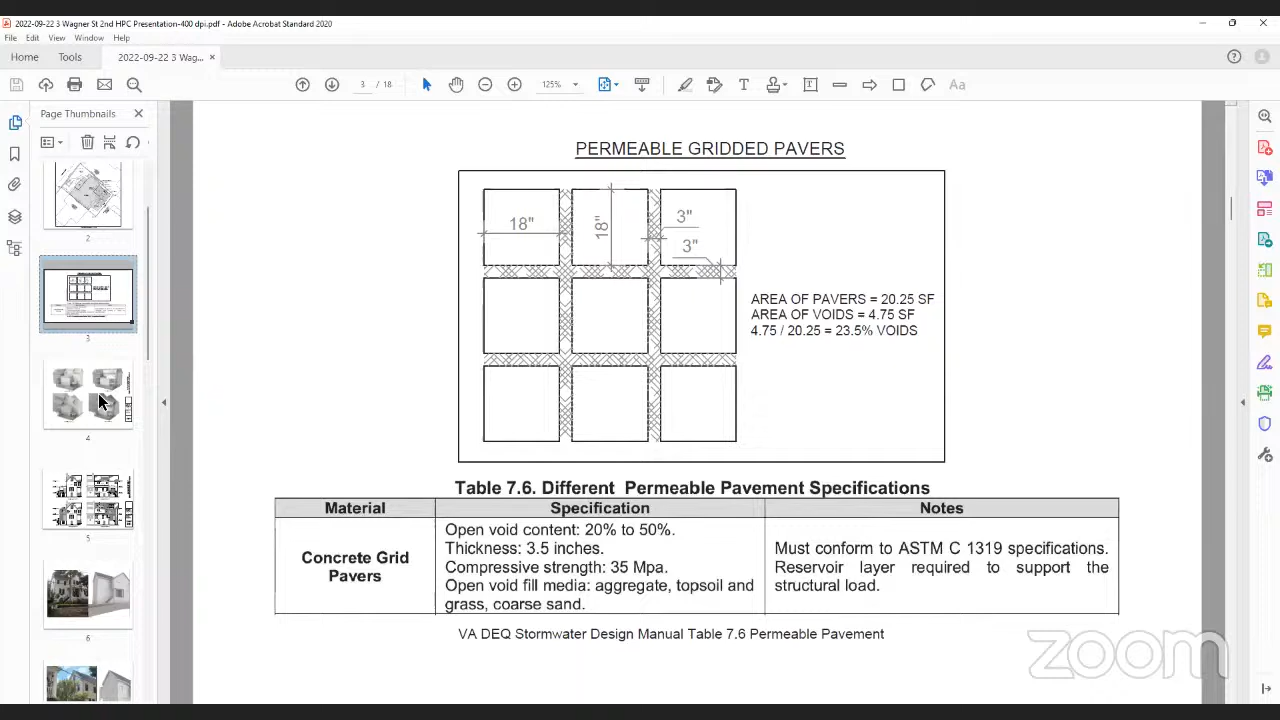 2022-09-22 3 Wagner St 2nd HPC Presentation-400 dpi.pdf - Adobe Acrobat Standard 2020
File Edit View Window Help
Home Tools 2022-09-22 3 Wag... ×
3 / 18 125% Aa
Page Thumbnails
2
3
4
5
6
PERMEABLE GRIDDED PAVERS
18" 18" 3"
3"
AREA OF PAVERS = 20.25 SF
AREA OF VOIDS = 4.75 SF
4.75 / 20.25 = 23.5% VOIDS
Table 7.6. Different Permeable Pavement Specifications
Material Specification Notes
Concrete Grid
Pavers
Open void content: 20% to 50%.
Thickness: 3.5 inches.
Compressive strength: 35 Mpa.
Open void fill media: aggregate, topsoil and
grass, coarse sand.
Must conform to ASTM C 1319 specifications.
Reservoir layer required to support the
structural load.
VA DEQ Stormwater Design Manual Table 7.6 Permeable Pavement
zoom